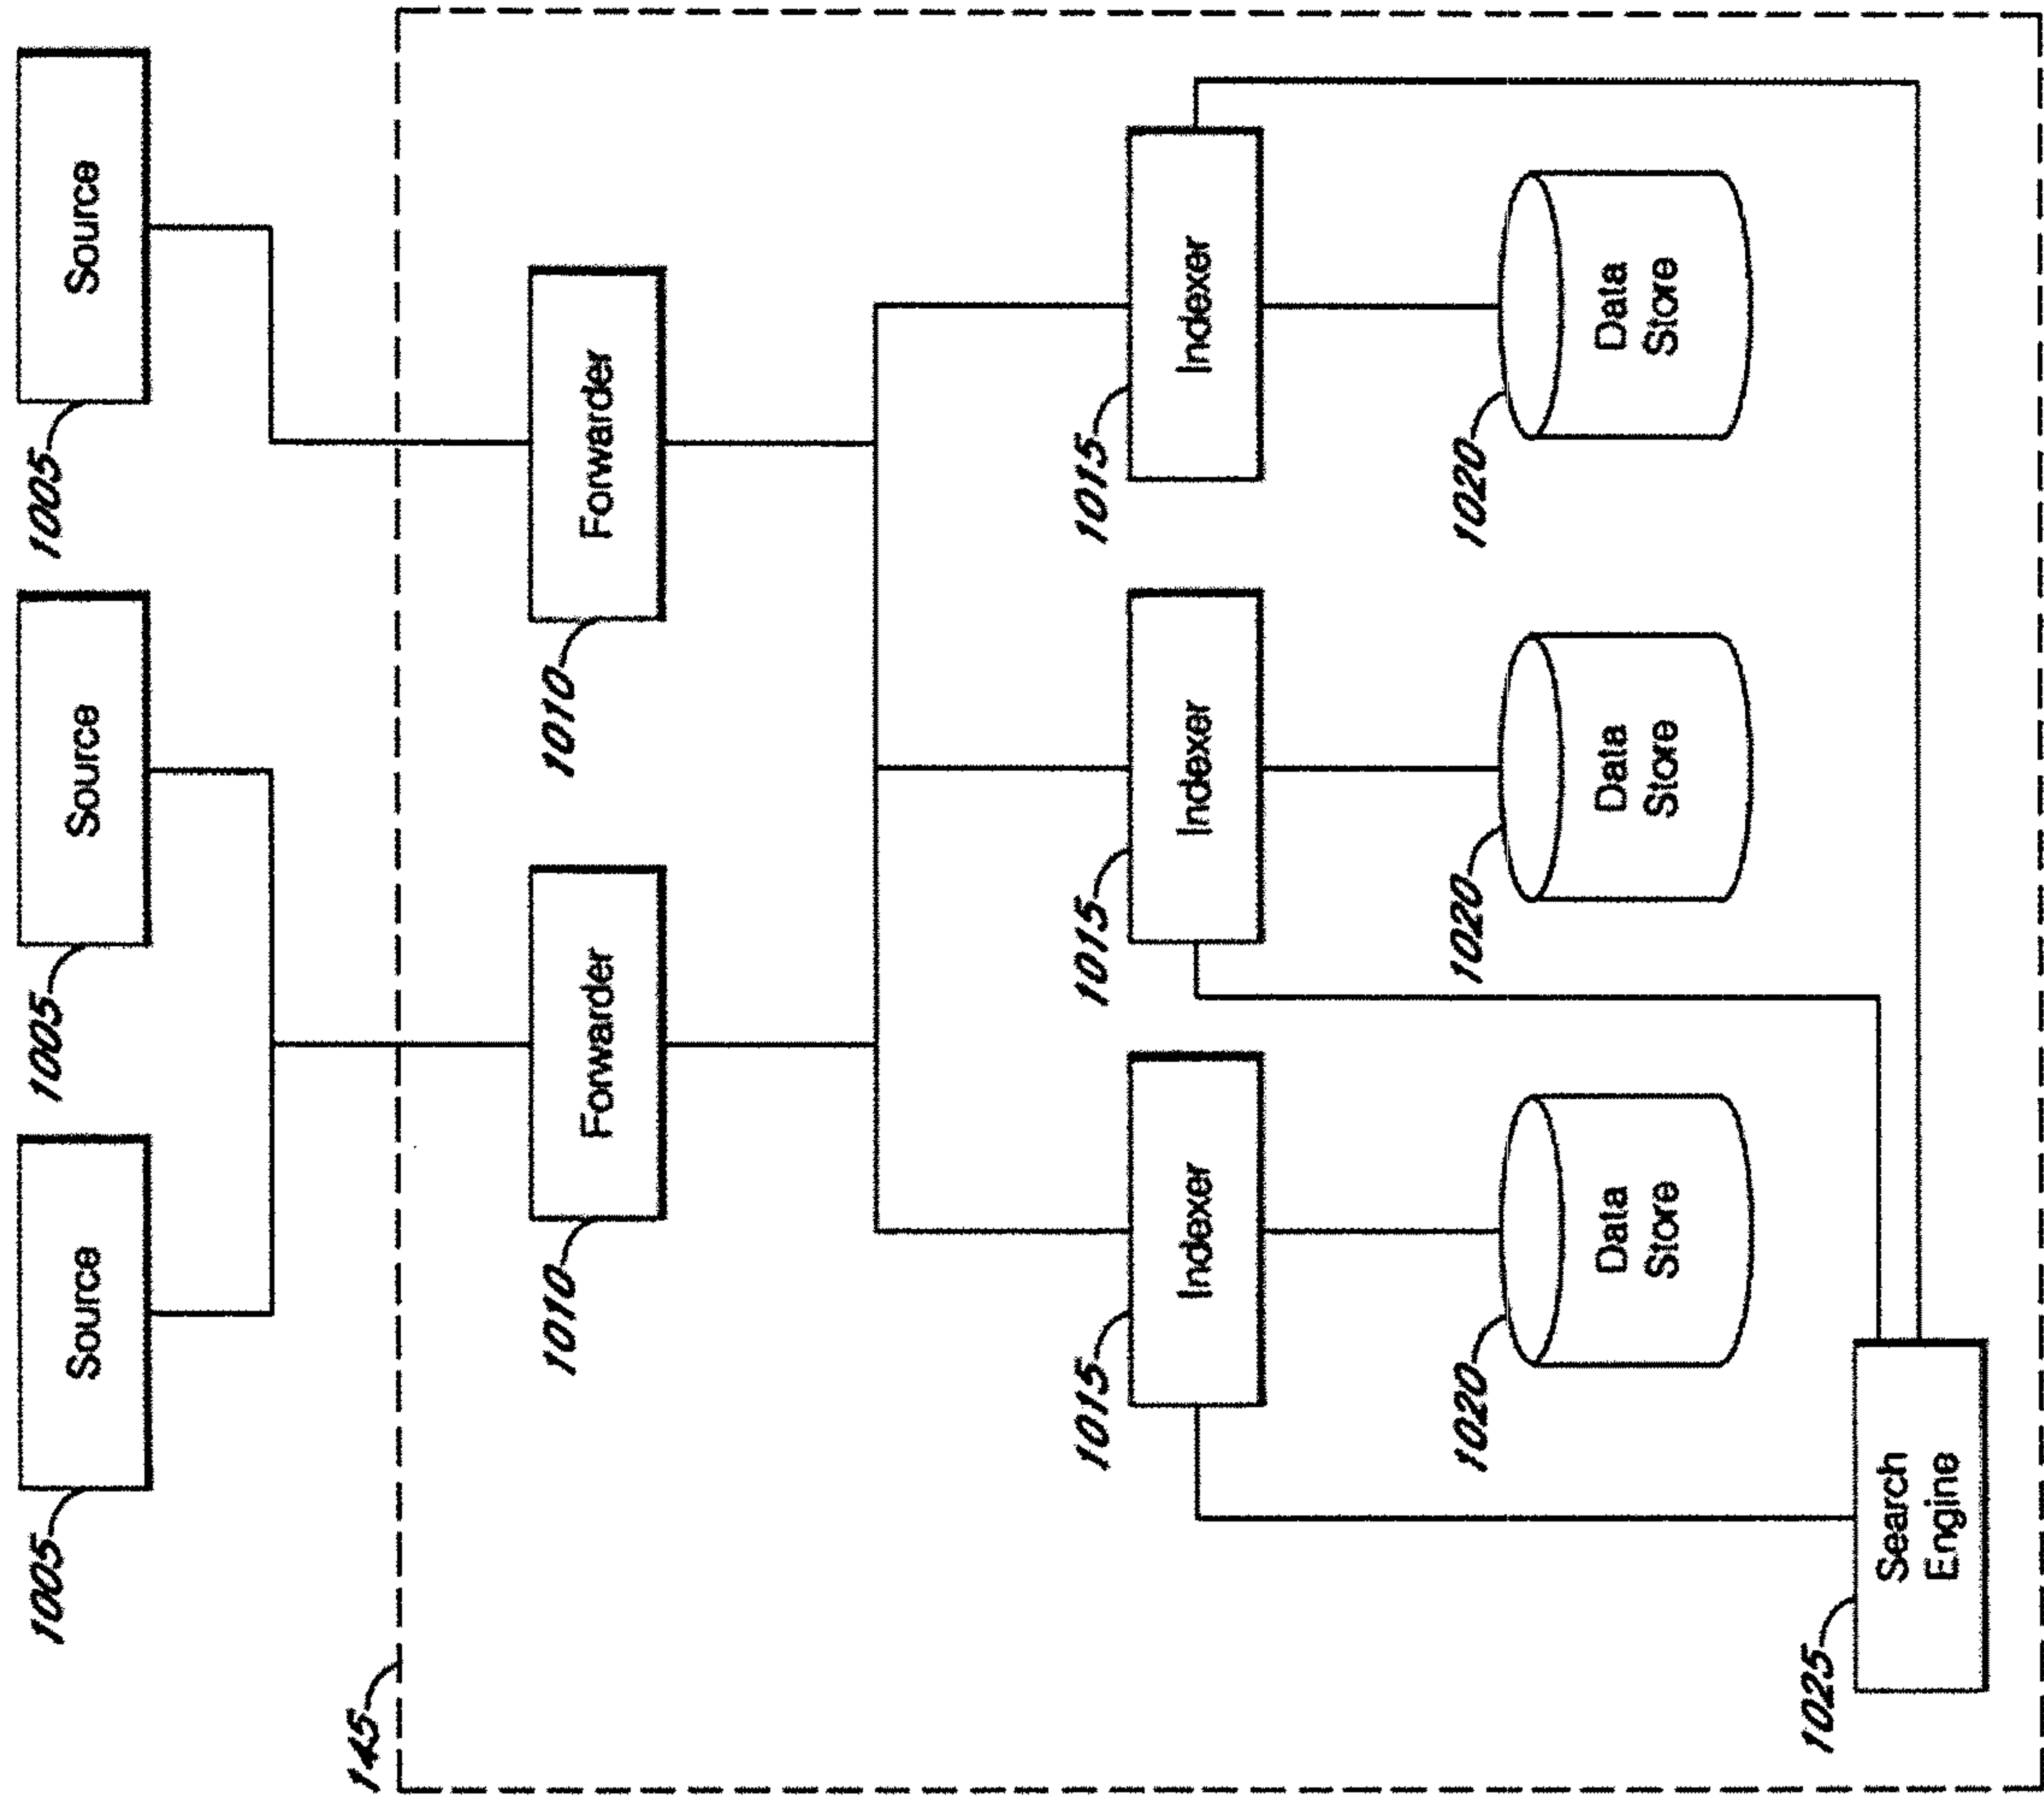 1005
Source
1005
Source
1005
Source
145
1010
Forwarder
1010
Forwarder
1015
Indexer
1015
Indexer
1015
Indexer
1020
Data
Store
1020
Data
Store
1020
Data
Store
1025
Search
Engine